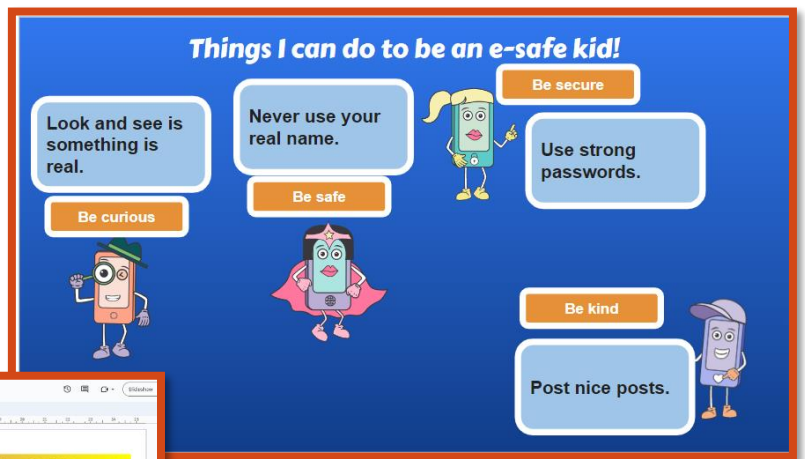 Things I can do to be an e-safe kid!
Look and see is
something is
real.
Be curious
Never use your
real name.
Be safe
Be secure
Use strong
passwords.
Be kind
Post nice posts.
Slideshow